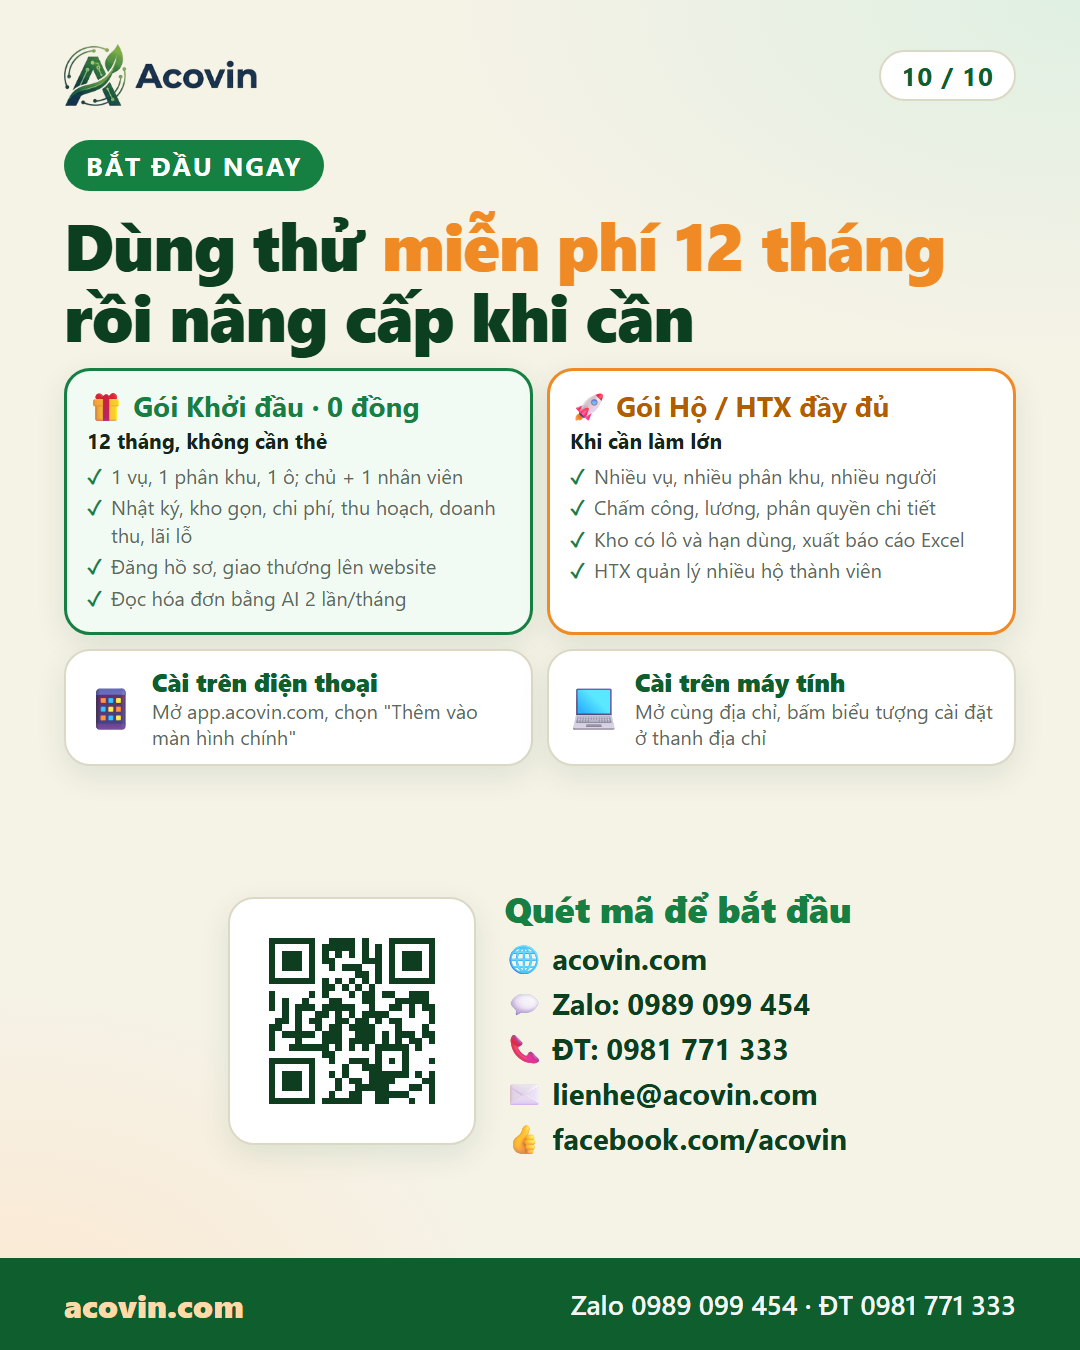 Acovin
10 / 10
BẮT ĐẦU NGAY
Dùng thử miễn phí 12 tháng
rồi nâng cấp khi cần
Gói Khởi đầu · 0 đồng
12 tháng, không cần thẻ
✓ 1 vụ, 1 phân khu, 1 ô; chủ + 1 nhân viên
✓ Nhật ký, kho gọn, chi phí, thu hoạch, doanh
thu, lãi lỗ
✓ Đăng hồ sơ, giao thương lên website
✓ Đọc hóa đơn bằng AI 2 lần/tháng
Gói Hộ / HTX đầy đủ
Khi cần làm lớn
✓ Nhiều vụ, nhiều phân khu, nhiều người
✓ Chấm công, lương, phân quyền chi tiết
✓ Kho có lô và hạn dùng, xuất báo cáo Excel
✓ HTX quản lý nhiều hộ thành viên
Cài trên điện thoại
Mở app.acovin.com, chọn "Thêm vào
màn hình chính"
Cài trên máy tính
Mở cùng địa chỉ, bấm biểu tượng cài đặt
ở thanh địa chỉ
Quét mã để bắt đầu
acovin.com
Zalo: 0989 099 454
ĐT: 0981 771 333
lienhe@acovin.com
facebook.com/acovin
acovin.com
Zalo 0989 099 454 · ĐT 0981 771 333